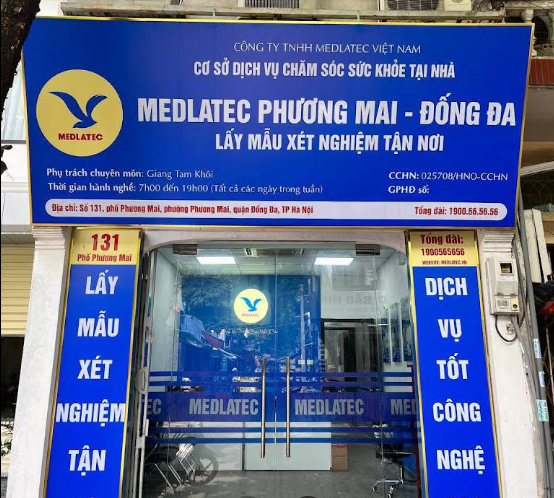 CÔNG TY TNHH MEDLATEC VIỆT NAM
CƠ SỞ DỊCH VỤ CHĂM SÓC SỨC KHỎE TẠI NHÀ
MEDLATEC
MEDLATEC PHƯƠNG MAI - ĐỐNG ĐA
LẤY MẪU XÉT NGHIỆM TẬN NƠI
Phụ trách chuyên môn: Giang Tam Khôi
CCHN: 025708/HNO-CCHN
Thời gian hành nghề: 7h00 đến 19h00 (Tất cả các ngày trong tuần)
GPHĐ số:
Địa chỉ: Số 131, phố Phương Mai, phường Phương Mai, quận Đống Đa, TP Hà Nội
Tổng đài: 1900.56.56.56
131
Phố Phương Mai
LẤY
MẪU
XÉT
NGHIỆM
TẬN
MEDLATEC
EC MEDLATEC MEDLATEC MED
Tổng đài:
1900565656
WEBSITE: MEDLATEC.VN
DỊCH
VỤ
TỐT
CÔNG
NGHỆ